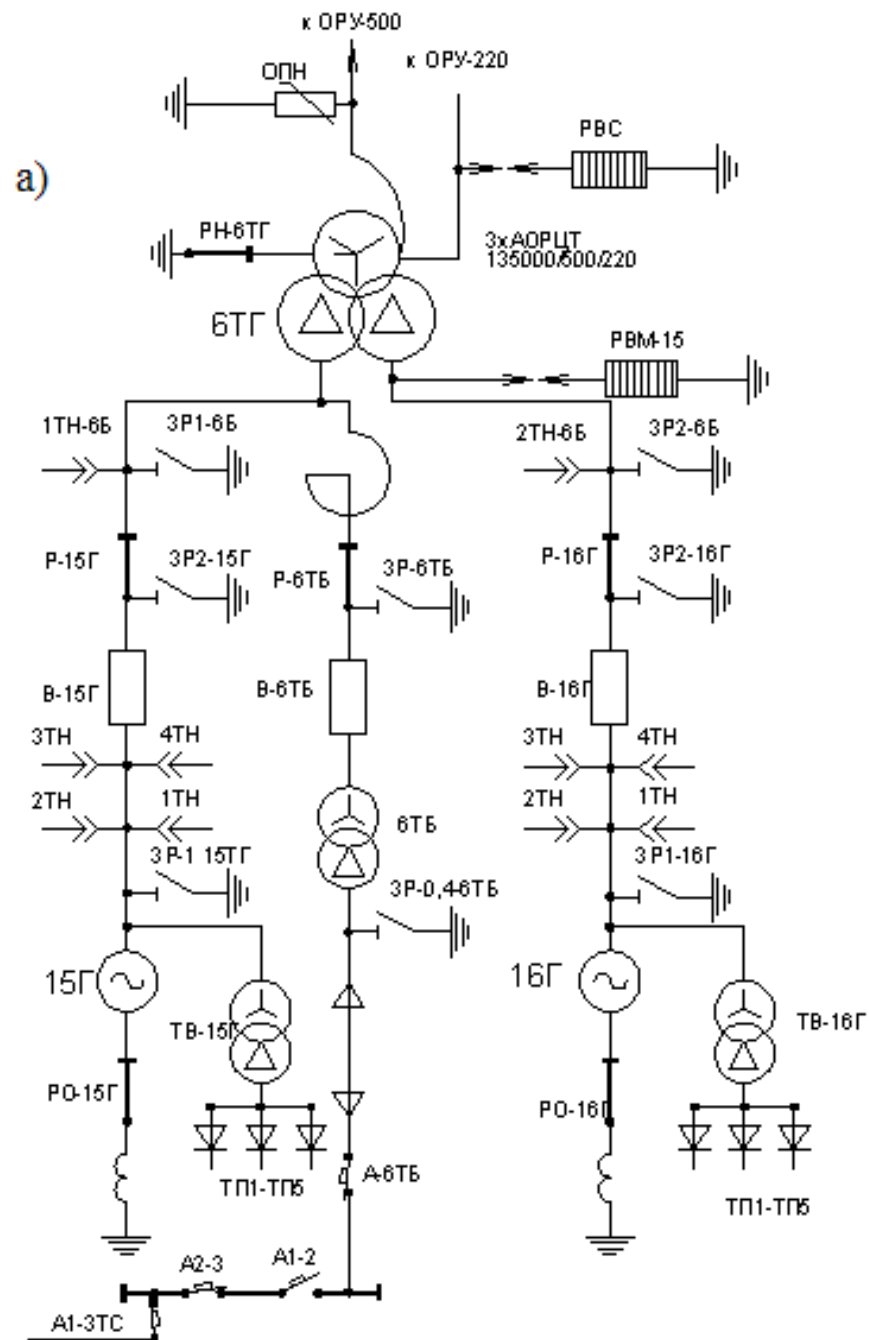 к ОРУ-500
к ОРУ-220
ОПН
РВС
а)
РН-6ТГ
3хАОРЦТ
135000/500/220
6ТГ
РВМ-15
1ТН-6Б
ЗР1-6Б
2ТН-6Б
ЗР2-6Б
Р-15Г
ЗР2-15Г
Р-6ТБ
ЗР-6ТБ
Р-16Г
ЗР2-16Г
В-15Г
В-6ТБ
В-16Г
3ТН
4ТН
3ТН
4ТН
2ТН
1ТН
6ТБ
2ТН
1ТН
ЗР-1 15ТГ
ЗР-0,4-6ТБ
ЗР1-16Г
15Г
16Г
ТВ-15Г
ТВ-16Г
РО-15Г
РО-16Г
ТП1-ТП5
А-6ТБ
ТП1-ТП5
А2-3
А1-2
А1-3ТС